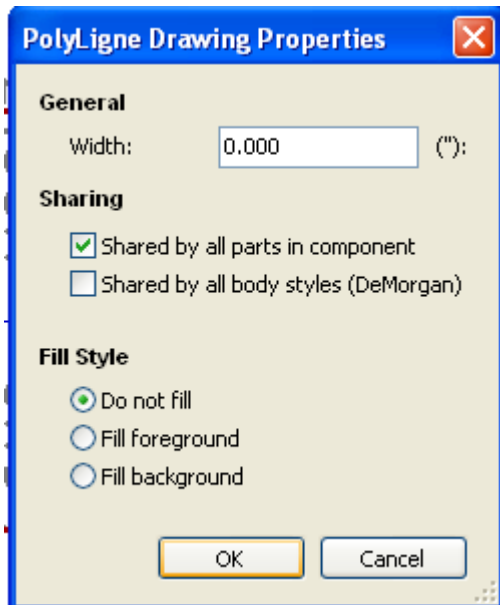 PolyLigne Drawing Properties
General
Width: 0.000 ("):
Sharing
Shared by all parts in component
Shared by all body styles (DeMorgan)
Fill Style
Do not fill
Fill foreground
Fill background
OK Cancel